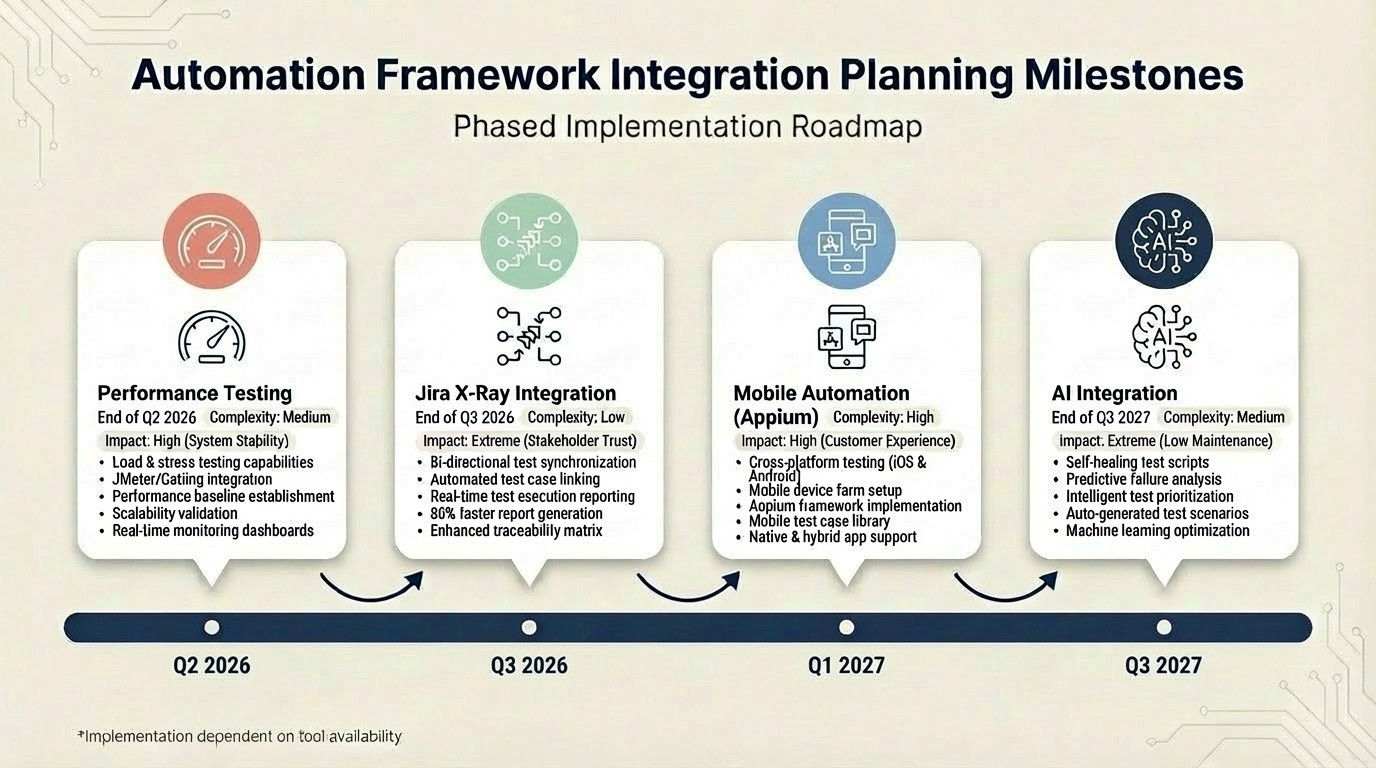 Automation Framework Integration Planning Milestones
Phased Implementation Roadmap
AI
Performance Testing
End of Q2 2026 Complexity: Medium
Impact: High (System Stability)
• Load & stress testing capabilities
• JMeter/Gatiing integration
• Performance baseline establishment
• Scalability validation
• Real-time monitoring dashboards
Jira X-Ray Integration
End of Q3 2026 Complexity: Low
Impact: Extreme (Stakeholder Trust)
• Bi-directional test synchronization
• Automated test case linking
• Real-time test esecution reporting
• 86% faster report generation
• Enhanced traceability matrix
Mobile Automation
(Appium) Complexity: High
Impact: High (Customer Experience)
• Cross-platform testing (iOS &
Android)
• Mobile device farm setup
• Aopium framework implementation
• Mobile test case library
• Native & hybrid app support
AI
AI Integration
End of Q3 2027 Complexity: Medium
impact: Extreme (Low Maintenance)
• Self-healing test scripts
• Predictive failure analysis
• Intelligent test prioritization
• Auto-generated test scenarios
• Machine learning optimization
Q2 2026
Q3 2026
Q1 2027
Q3 2027
*Implementation dependent on tool availability